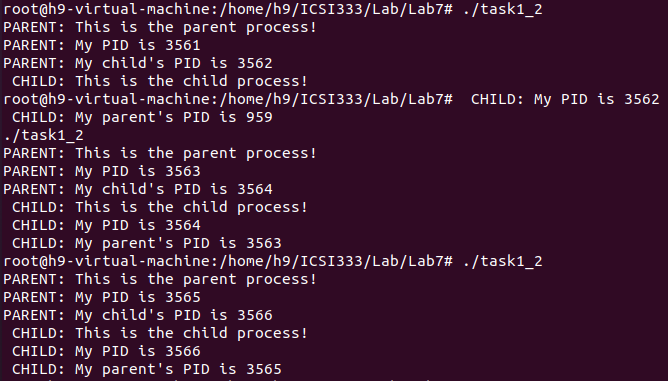 root@h9-virtual-machine:/home/h9/ICSI333/Lab/Lab7# ./task1_2
PARENT: This is the parent process!
PARENT: My PID is 3561
PARENT: My child's PID is 3562
 CHILD: This is the child process!
root@h9-virtual-machine:/home/h9/ICSI333/Lab/Lab7#  CHILD: My PID is 3562
 CHILD: My parent's PID is 959
./task1_2
PARENT: This is the parent process!
PARENT: My PID is 3563
PARENT: My child's PID is 3564
 CHILD: This is the child process!
 CHILD: My PID is 3564
 CHILD: My parent's PID is 3563
root@h9-virtual-machine:/home/h9/ICSI333/Lab/Lab7# ./task1_2
PARENT: This is the parent process!
PARENT: My PID is 3565
PARENT: My child's PID is 3566
 CHILD: This is the child process!
 CHILD: My PID is 3566
 CHILD: My parent's PID is 3565